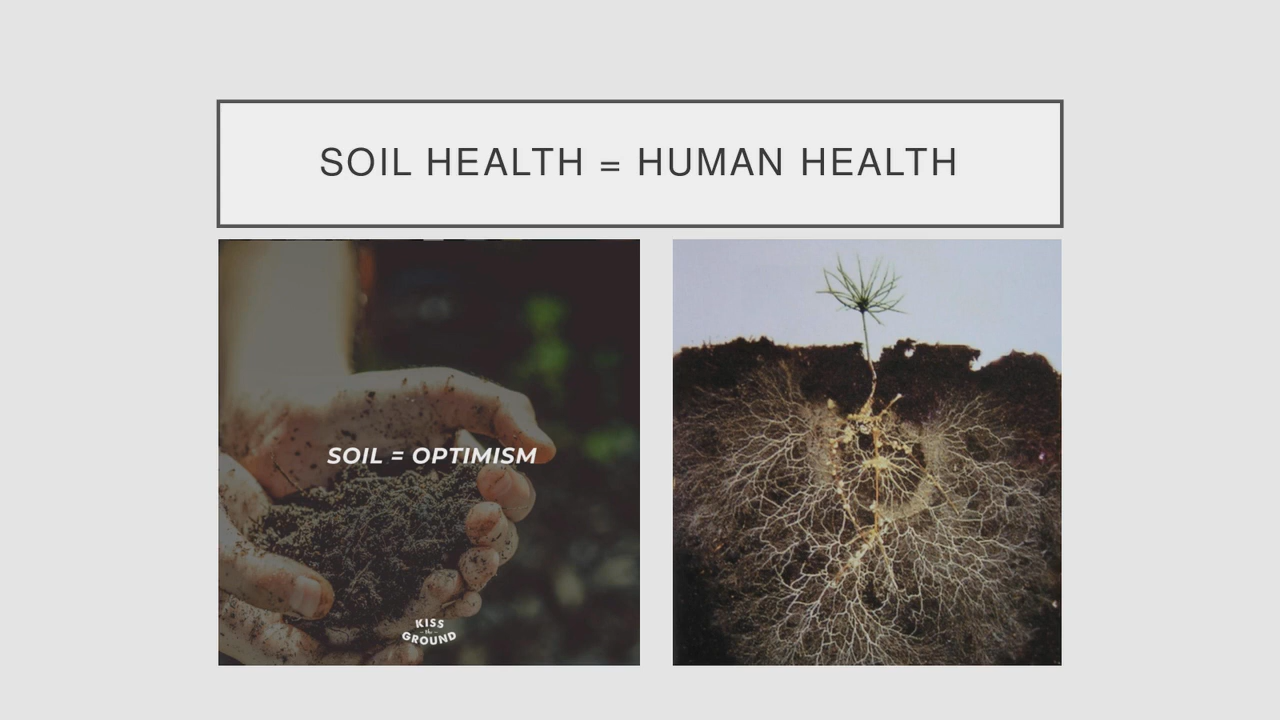 SOIL HEALTH = HUMAN HEALTH
SOIL = OPTIMISM
KISS
the
GROUND